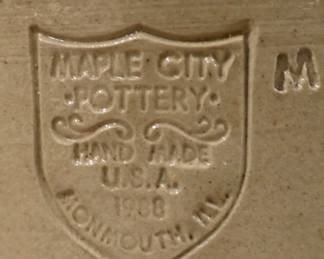 MAPLE CITY
·POTTERY·
HAND MADE
U.S.A.
1988
MONMOUTH, ILL.
M